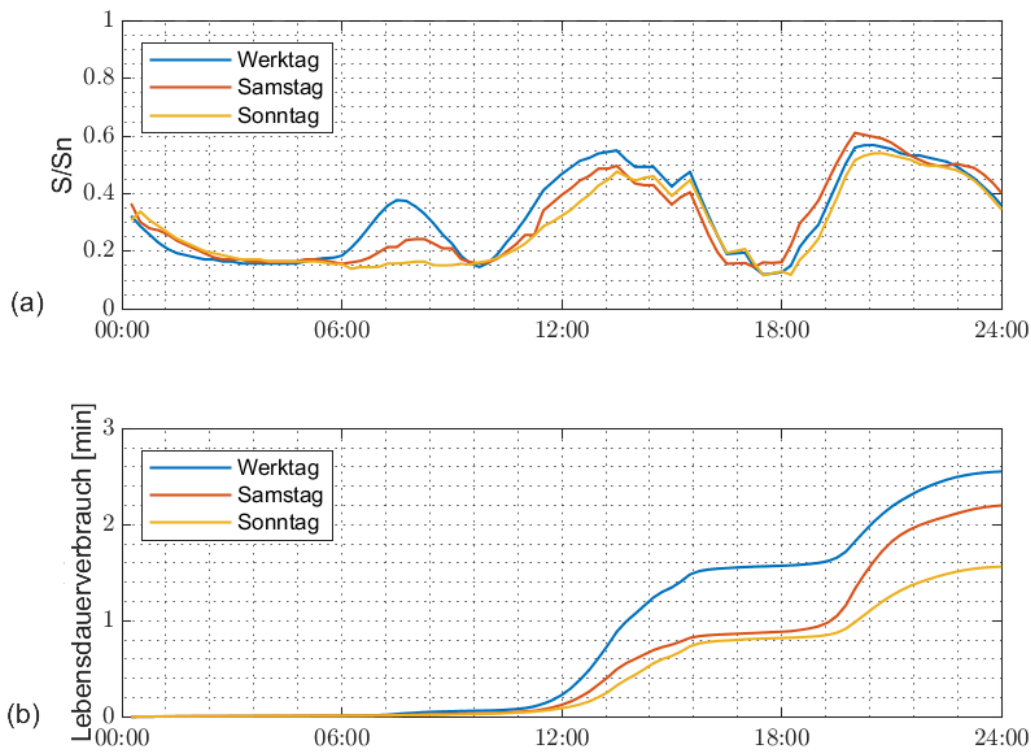 1
0.8
0.6
0.4
0.2
0
S/Sn
Werktag
Samstag
Sonntag
(a)
00:00 06:00 12:00 18:00 24:00
3
2
1
0
Lebensdauerverbrauch [min]
Werktag
Samstag
Sonntag
(b)
00:00 06:00 12:00 18:00 24:00